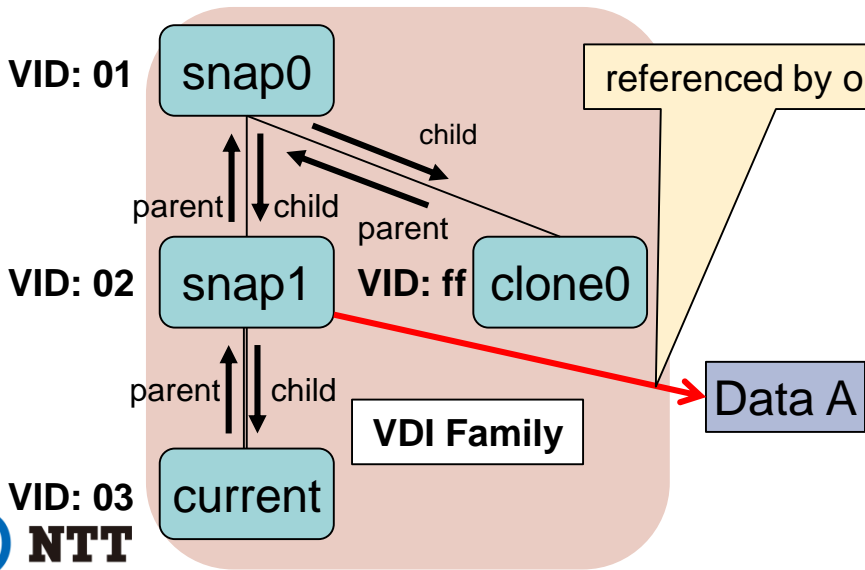 VID: 01
snap0
referenced by o
child
parent
child
parent
VID: 02
snap1
VID: ff
clone0
parent
child
Data A
VDI Family
VID: 03
current
NTT